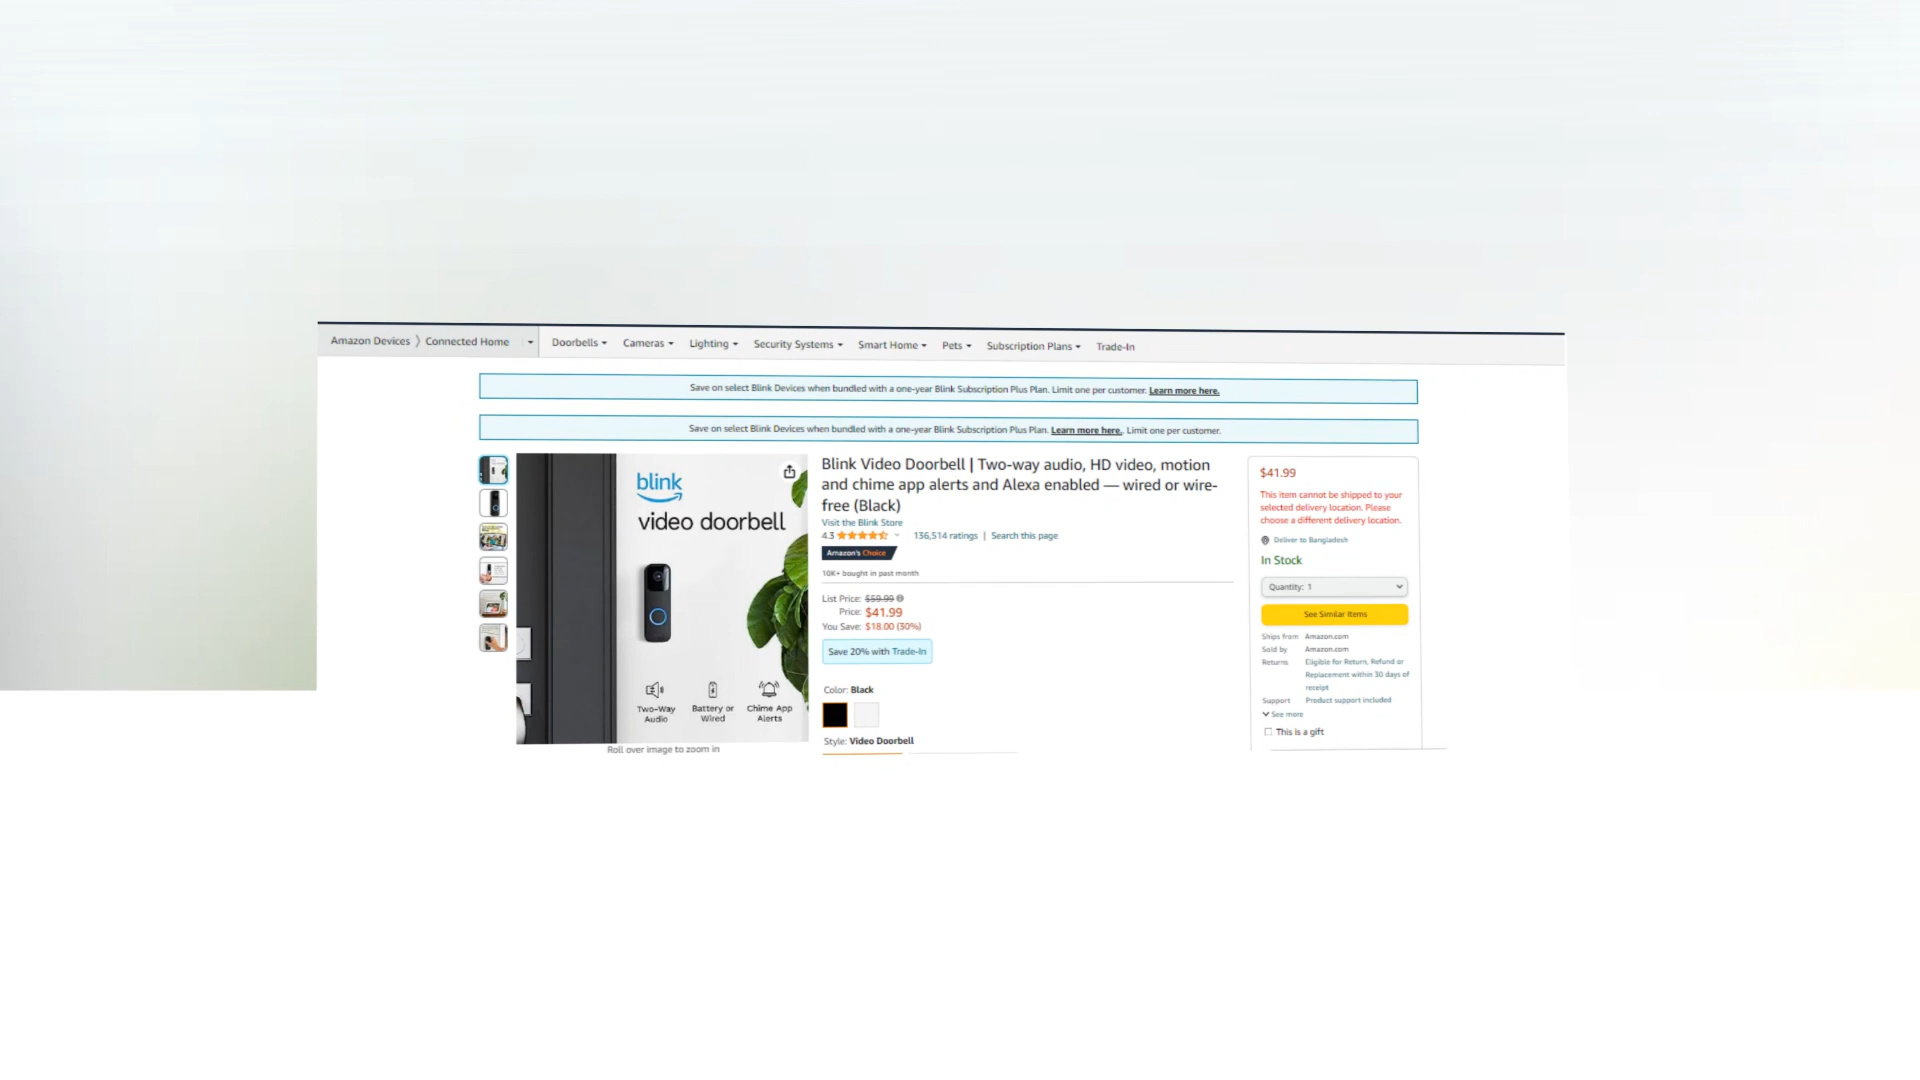 Amazon Devices 〉 Connected Home
Doorbells Cameras Lighting Security Systems Smart Home Pets Subscription Plans Trade-In
Save on select Blink Devices when bundled with a one-year Blink Subscription Plus Plan. Limit one per customer. Learn more here.
Save on select Blink Devices when bundled with a one-year Blink Subscription Plus Plan. Learn more here. Limit one per customer.
blink
video doorbell
Two-Way
Audio
Battery or
Wired
Chime App
Alerts
Roll over image to zoom in
Blink Video Doorbell | Two-way audio, HD video, motion
and chime app alerts and Alexa enabled — wired or wire-
free (Black)
Visit the Blink Store
4.3 136,514 ratings | Search this page
Amazon's Choice
10K+ bought in past month
List Price: $59.99
Price: $41.99
You Save: $18.00 (30%)
Save 20% with Trade-In
Color: Black
Style: Video Doorbell
$41.99
This item cannot be shipped to your
selected delivery location. Please
choose a different delivery location.
Deliver to Bangladesh
In Stock
Quantity: 1
See Similar Items
Ships from Amazon.com
Sold by Amazon.com
Returns Eligible for Return, Refund or
Replacement within 30 days of
receipt
Support Product support included
See more
This is a gift